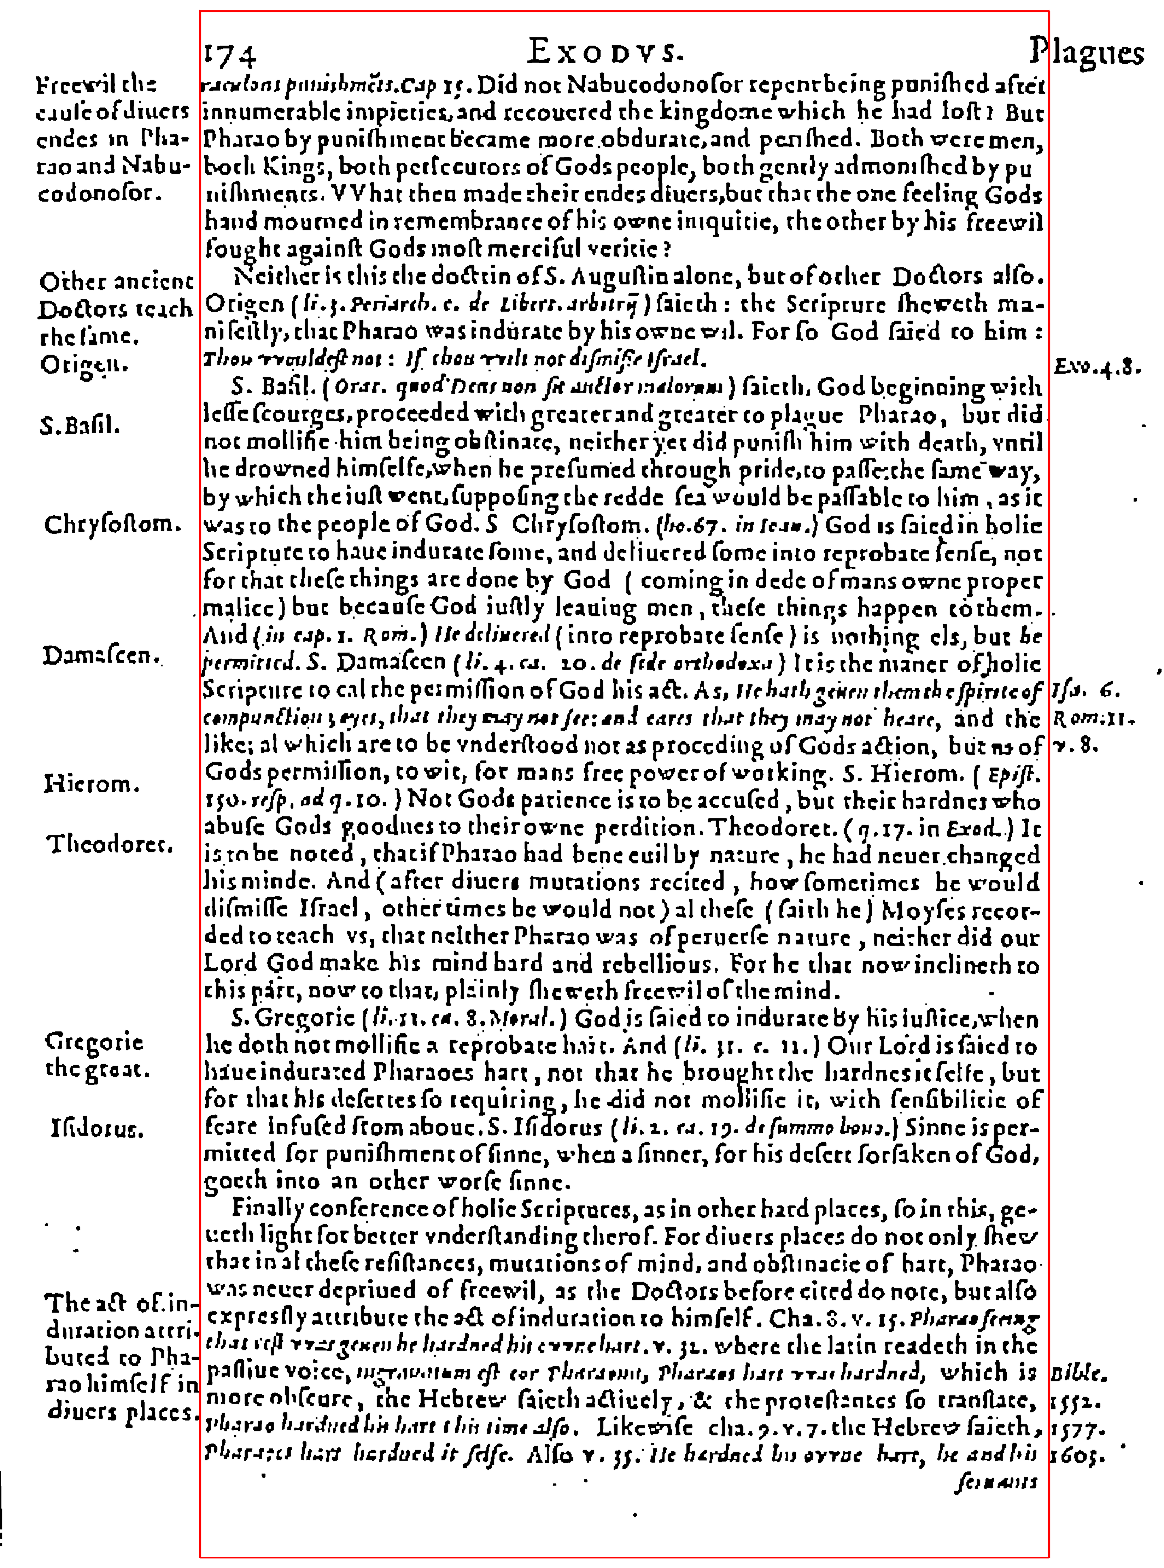 174 EXODVS. Plagues
Freewil the
cause of diuers
endes in Pha-
rao and Nabu-
codonosor.
raculous punishmẽts. Cap 15. Did not Nabucodonosor repent being punished after
innumerable impieties, and recouered the kingdome which he had lost? But
Pharao by punishment became more obdurate, and perished. Both were men,
both Kings, both persecutors of Gods people, both gently admonished by pu
nishments. VVhat then made their endes diuers, but that the one feeling Gods
hand mourned in remembrance of his owne iniquitie, the other by his freewil
fought against Gods most merciful veritie?
Other ancient
Doctors teach
the same.
Origen.
Neither is this the doctrin of S. Augustin alone, but of other Doctors also.
Origen (li. 3. Periarch. c. de Libert. arbitrij) saieth: the Scripture sheweth ma-
nifestly, that Pharao was indurate by his owne wil. For so God saied to him:
Thou vvouldest not: If thou vvilt not dismisse Israel.
Exo. 4. 8.
S. Basil.
S. Basil. (Orat. quod Deus non sit auctor malorum) saieth, God beginning with
lesse scourges, proceeded with greater and greater to plague Pharao, but did
not mollifie him being obstinate, neither yet did punish him with death, vntil
he drowned himselfe, when he presumed through pride, to passe the same way,
by which the iust went, supposing the redde sea would be passable to him, as it
Chrysostom.
was to the people of God. S Chrysostom. (ho. 67. in Ioan.) God is saied in holie
Scripture to haue indurate some, and deliuered some into reprobate sense, not
for that these things are done by God (coming in dede of mans owne proper
malice) but because God iustly leauing men, these things happen to them.
And (in cap. 1. Rom.) He deliuered (into reprobate sense) is nothing els, but he
Damascen.
permitted. S. Damascen (li. 4. ca. 20. de fide orthodoxa) It is the maner of holie
Scripture to cal the permission of God his act. As, He hath geuen them the spirite of
compunction; eyes, that they may not see: and eares that they may not heare, and the
like; al which are to be vnderstood not as proceding of Gods action, but as of
Isa. 6.
Rom. 11.
v. 8.
Hierom.
Gods permission, to wit, for mans free power of working. S. Hierom. (Epist.
150. resp. ad q. 10.) Not Gods patience is to be accused, but their hardnes who
Theodoret.
abuse Gods goodnes to their owne perdition. Theodoret. (q. 17. in Exod.) It
is to be noted, that if Pharao had bene euil by nature, he had neuer changed
his minde. And (after diuers mutations recited, how sometimes he would
dismisse Israel, other times he would not) al these (saith he) Moyses recor-
ded to teach vs, that neither Pharao was of peruerse nature, neither did our
Lord God make his mind hard and rebellious. For he that now inclineth to
this part, now to that, plainly sheweth freewil of the mind.
Gregorie
the great.
S. Gregorie (li. 11. ca. 8. Moral.) God is saied to indurate by his iustice, when
he doth not mollifie a reprobate hart. And (li. 31. c. 11.) Our Lord is saied to
haue indurated Pharaoes hart, not that he brought the hardnes it selfe, but
for that his desertes so requiring, he did not mollifie it, with sensibilitie of
Isidorus.
feare infused from aboue. S. Isidorus (li. 2. ca. 19. de summo bono.) Sinne is per-
mitted for punishment of sinne, when a sinner, for his desert forsaken of God,
goeth into an other worse sinne.
Finally conference of holie Scriptures, as in other hard places, so in this, ge-
ueth light for better vnderstanding therof. For diuers places do not only shew
that in al these resistances, mutations of mind, and obstinacie of hart, Pharao
was neuer depriued of freewil, as the Doctors before cited do note, but also
The act of in-
duration attri-
buted to Pha-
rao himself in
diuers places.
expresly attribute the act of induration to himself. Cha. 8. v. 15. Pharao seeing
that rest vvas geuen he hardned his ovvne hart. v. 32. where the latin readeth in the
passiue voice, ingrauatum est cor Pharaonis, Pharaos hart vvas hardned, which is
more obscure, the Hebrew saieth actiuely, & the protestantes so translate,
Pharao hardned his hart this time also. Likewise cha. 9. v. 7. the Hebrew saieth,
Pharaoes hart hardned it selfe. Also v. 35. He hardned his ovvne hart, he and his
Bible.
1552.
1577.
1603.
seruants